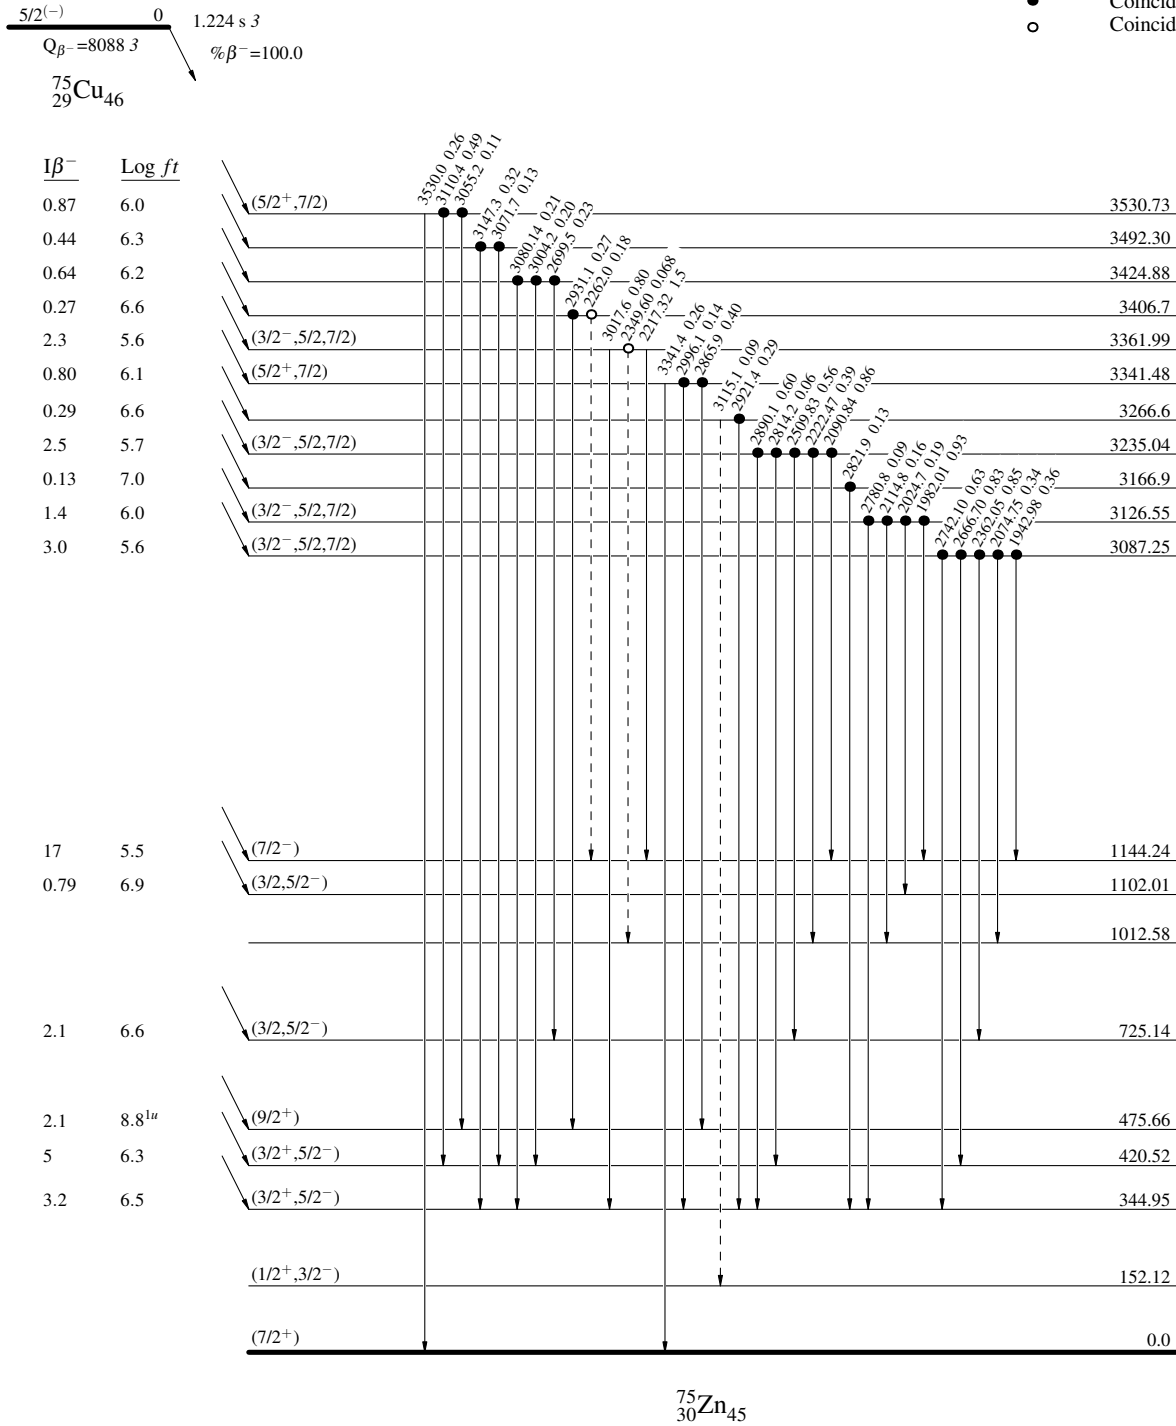 5/2(−) 0 1.224 s 3
Qβ−=8088 3 %β−=100.0
75 29Cu46
Coincid
Coincid
Iβ− Log ft
3530.0 0.26
3110.4 0.49
3055.2 0.11
3147.3 0.32
3071.7 0.13
3080.14 0.21
3004.2 0.20
2699.5 0.23
2931.1 0.27
2262.0 0.18
3017.6 0.80
2349.60 0.068
2217.32 1.5
3341.4 0.26
2996.1 0.14
2865.9 0.40
3115.1 0.09
2921.4 0.29
2890.1 0.60
2814.2 0.06
2509.83 0.56
2222.47 0.39
2090.84 0.86
2821.9 0.13
2780.8 0.09
2114.8 0.16
2024.7 0.19
1982.01 0.93
2742.10 0.63
2666.70 0.83
2362.05 0.85
2074.75 0.34
1942.98 0.36
0.87 6.0 (5/2+,7/2) 3530.73
0.44 6.3 3492.30
0.64 6.2 3424.88
0.27 6.6 3406.7
2.3 5.6 (3/2−,5/2,7/2) 3361.99
0.80 6.1 (5/2+,7/2) 3341.48
0.29 6.6 3266.6
2.5 5.7 (3/2−,5/2,7/2) 3235.04
0.13 7.0 3166.9
1.4 6.0 (3/2−,5/2,7/2) 3126.55
3.0 5.6 (3/2−,5/2,7/2) 3087.25
17 5.5 (7/2−) 1144.24
0.79 6.9 (3/2,5/2−) 1102.01
1012.58
2.1 6.6 (3/2,5/2−) 725.14
2.1 8.8 1u (9/2+) 475.66
5 6.3 (3/2+,5/2−) 420.52
3.2 6.5 (3/2+,5/2−) 344.95
(1/2+,3/2−) 152.12
(7/2+) 0.0
75 30Zn45